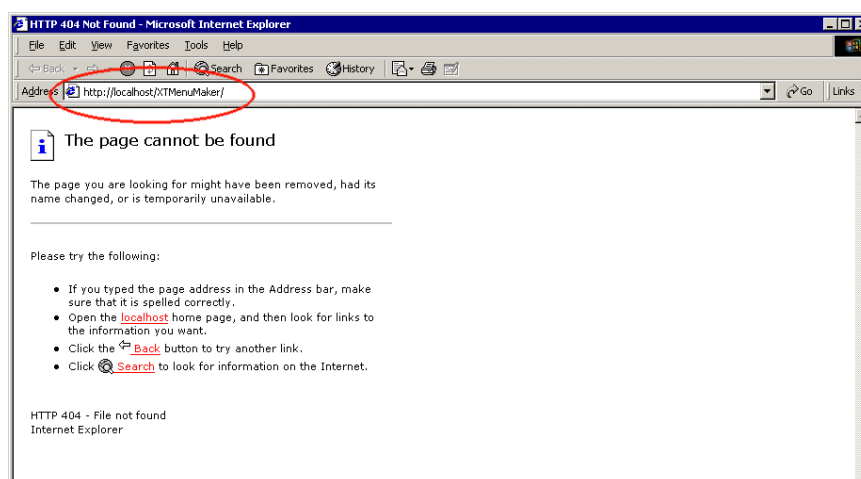 HTTP 404 Not Found - Microsoft Internet Explorer
File Edit View Favorites Tools Help
Back Search Favorites History
Address http://localhost/XTMenuMaker/ Go Links
The page cannot be found
The page you are looking for might have been removed, had its
name changed, or is temporarily unavailable.
Please try the following:
• If you typed the page address in the Address bar, make
sure that it is spelled correctly.
• Open the localhost home page, and then look for links to
the information you want.
• Click the Back button to try another link.
• Click Search to look for information on the Internet.
HTTP 404 - File not found
Internet Explorer